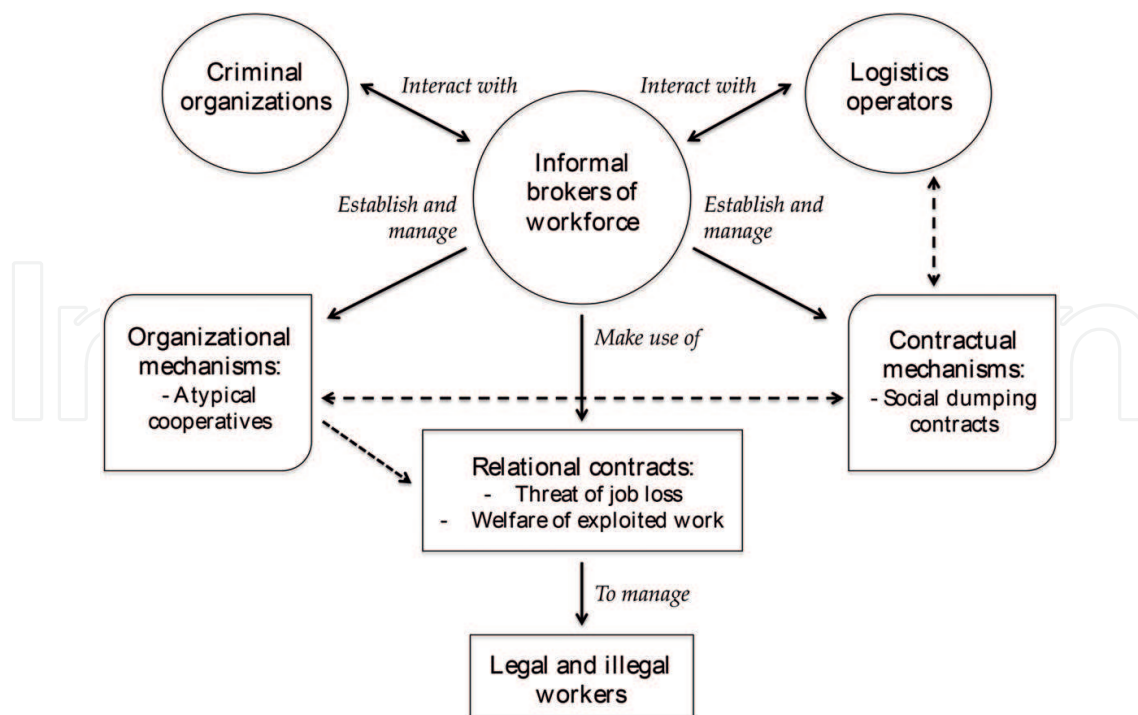 Criminal
organizations
Interact with
Interact with
Logistics
operators
Informal
brokers of
workforce
Establish and
manage
Establish and
manage
Organizational
mechanisms:
- Atypical
cooperatives
Make use of
Contractual
mechanisms:
- Social dumping
contracts
Relational contracts:
- Threat of job loss
- Welfare of exploited work
To manage
Legal and illegal
workers